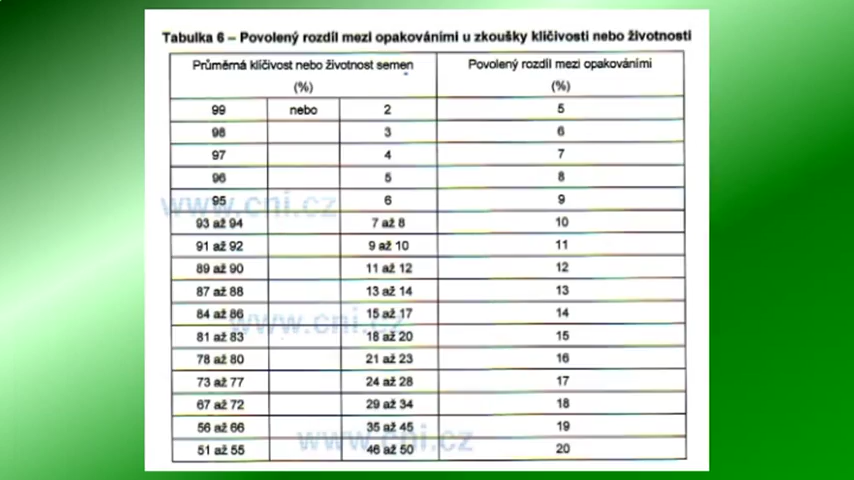 Tabulka 6 – Povolený rozdíl mezi opakováními u zkoušky klíčivosti nebo životnosti
Průměrná klíčivost nebo životnost semen (%) Povolený rozdíl mezi opakováními (%)
99 nebo 2 5
98 3 6
97 4 7
96 5 8
95 6 9
93 až 94 7 až 8 10
91 až 92 9 až 10 11
89 až 90 11 až 12 12
87 až 88 13 až 14 13
84 až 86 15 až 17 14
81 až 83 18 až 20 15
78 až 80 21 až 23 16
73 až 77 24 až 28 17
67 až 72 29 až 34 18
56 až 66 35 až 45 19
51 až 55 46 až 50 20
www.cni.cz
www.cni.cz
www.cni.cz